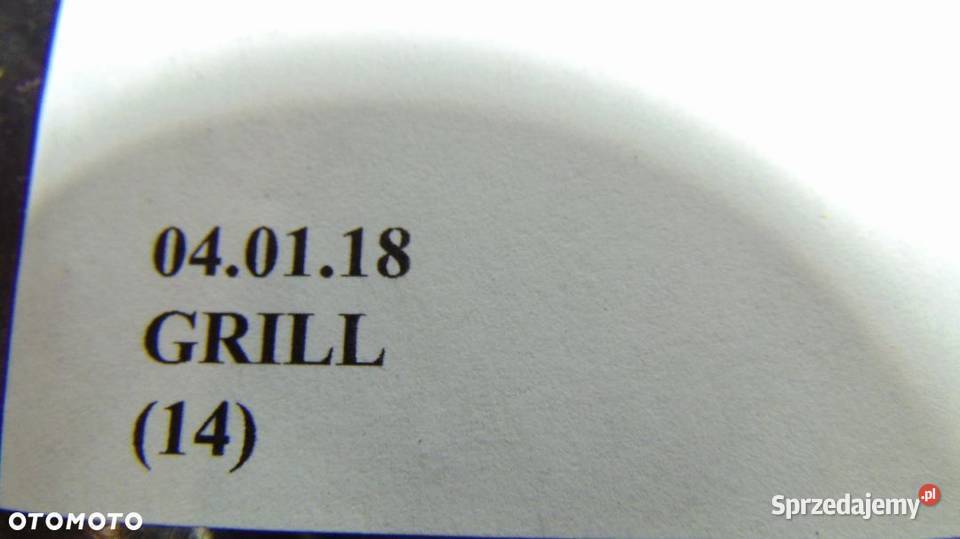 04.01.18
GRILL
(14)
OTOMOTO
Sprzedajemy.pl